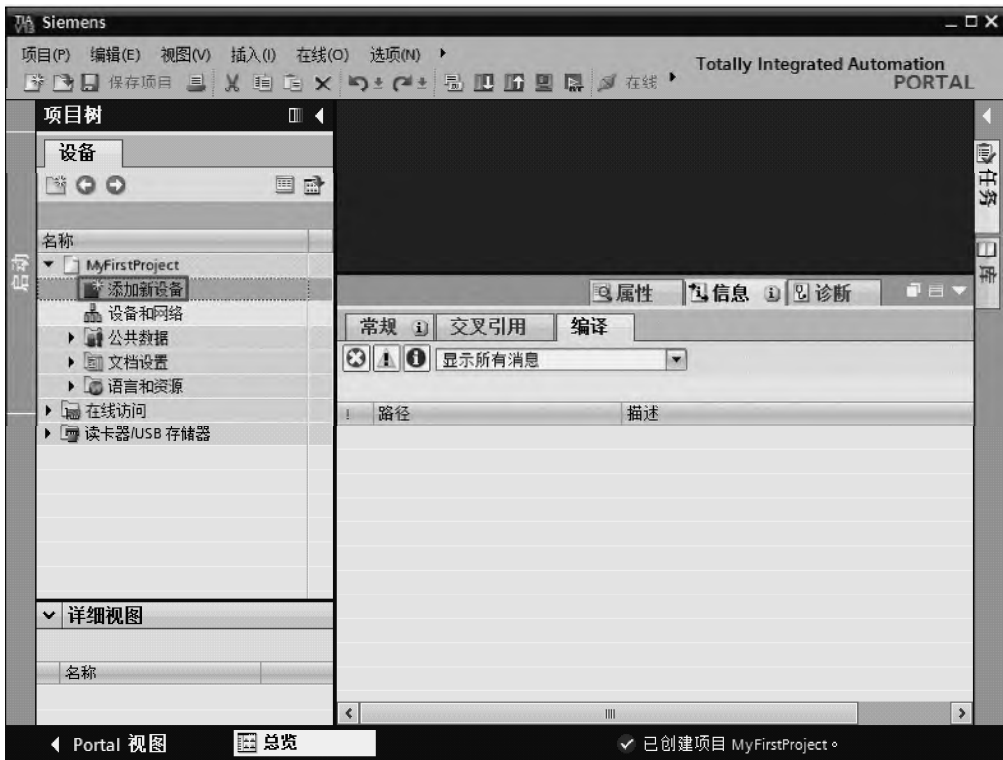 TIA V13 Siemens
项目(P) 编辑(E) 视图(V) 插入(I) 在线(O) 选项(N)
Totally Integrated Automation
PORTAL
保存项目 在线
项目树
设备
名称
启动
MyFirstProject
添加新设备
设备和网络
公共数据
文档设置
语言和资源
在线访问
读卡器/USB 存储器
详细视图
名称
属性 信息 诊断
常规 交叉引用 编译
显示所有消息
! 路径 描述
任务
库
Portal 视图 总览 已创建项目 MyFirstProject。